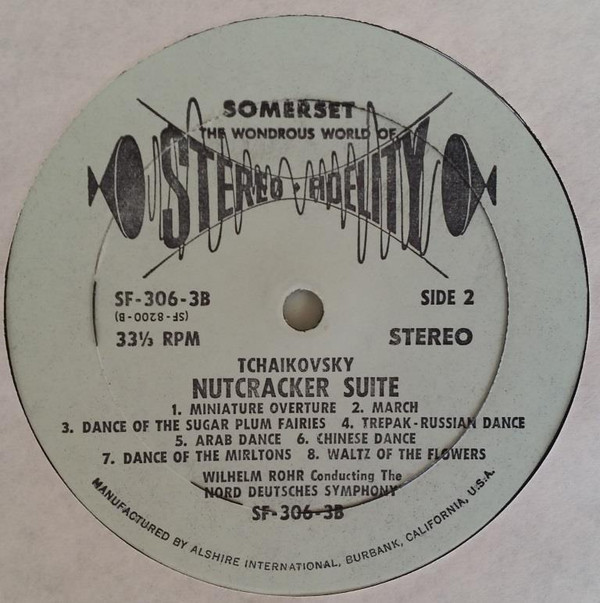 SOMERSET
THE WONDROUS WORLD OF
STEREO · FIDELITY
SF-306-3B SIDE 2
(SF-8200-B)
33⅓ RPM STEREO
TCHAIKOVSKY
NUTCRACKER SUITE
1. MINIATURE OVERTURE 2. MARCH
3. DANCE OF THE SUGAR PLUM FAIRIES 4. TREPAK-RUSSIAN DANCE
5. ARAB DANCE 6. CHINESE DANCE
7. DANCE OF THE MIRLTONS 8. WALTZ OF THE FLOWERS
WILHELM ROHR Conducting The
NORD DEUTSCHES SYMPHONY
SF-306-3B
MANUFACTURED BY ALSHIRE INTERNATIONAL, BURBANK, CALIFORNIA, U.S.A.